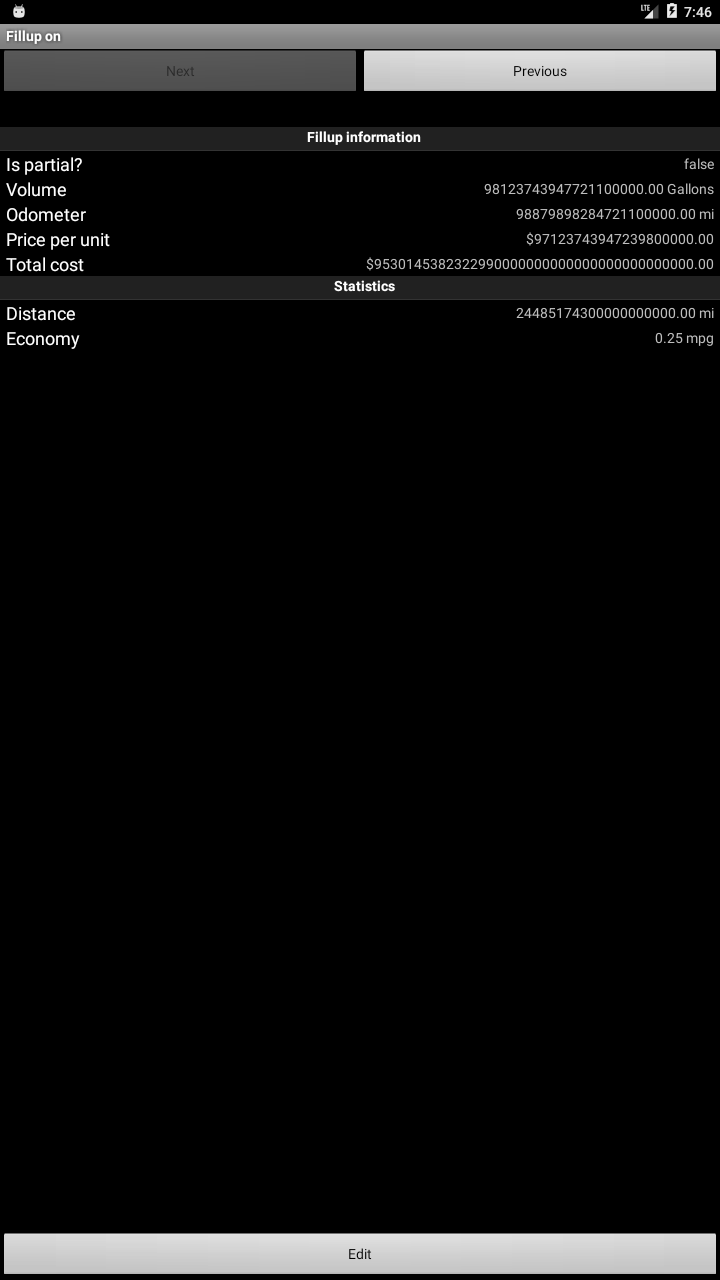 7:46
Fillup on
Next Previous
Fillup information
Is partial? false
Volume 98123743947721100000.00 Gallons
Odometer 98879898284721100000.00 mi
Price per unit $97123743947239800000.00
Total cost $9530145382322990000000000000000000000000.00
Statistics
Distance 24485174300000000000.00 mi
Economy 0.25 mpg
Edit